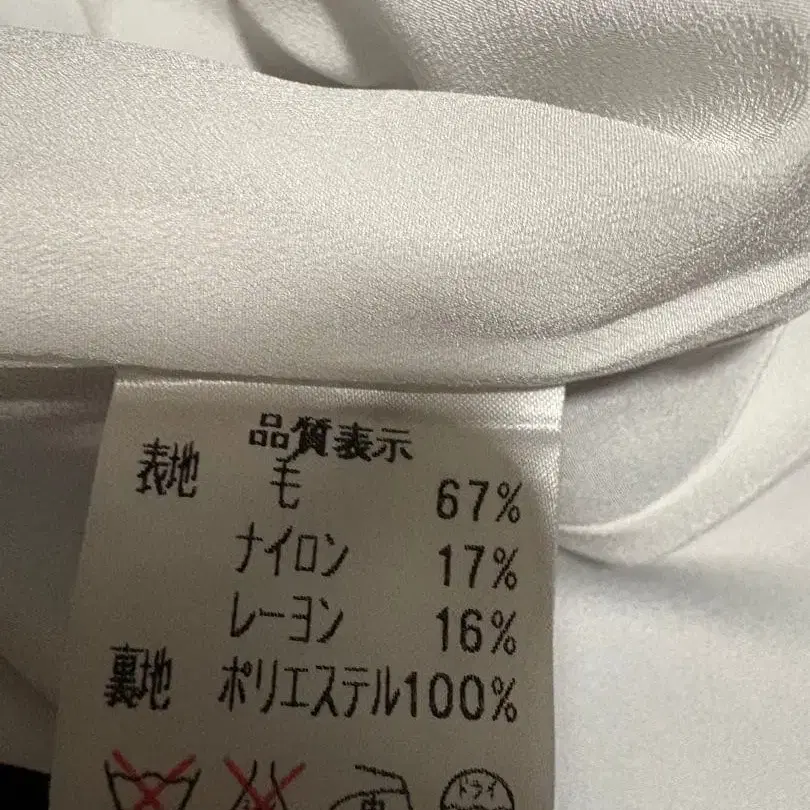 品質表示
表地 毛 67%
ナイロン 17%
レーヨン 16%
裏地 ポリエステル100%
中 ドライ